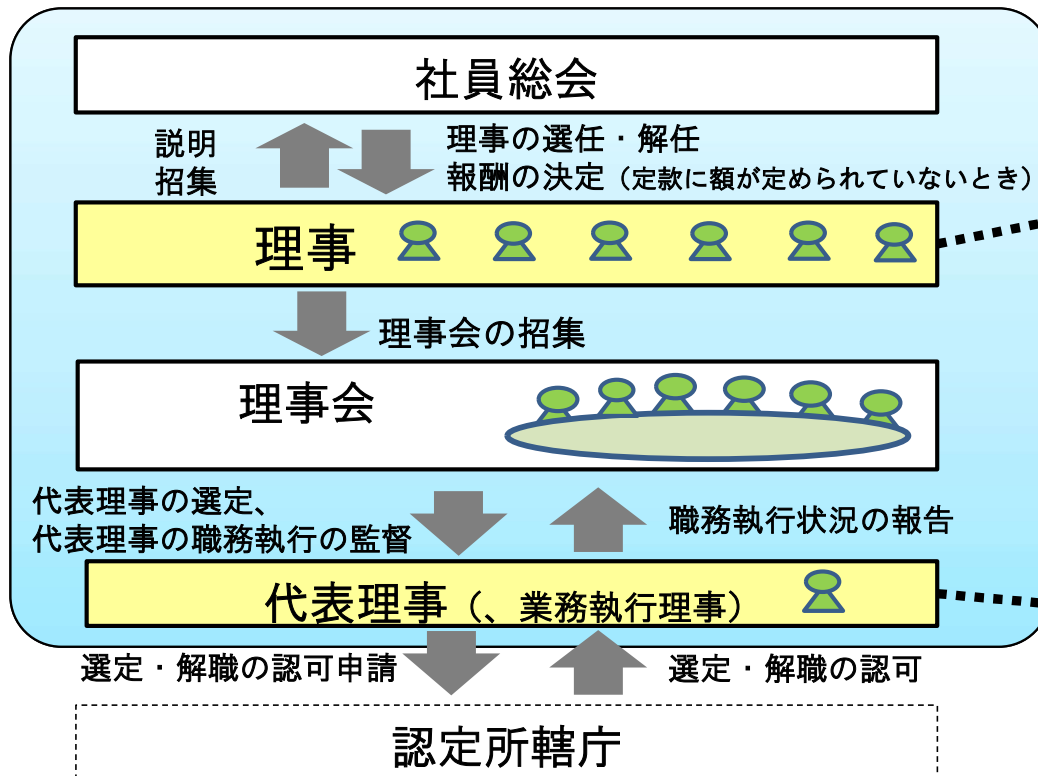 社員総会
説明
招集
理事の選任・解任
報酬の決定（定款に額が定められていないとき）
理事
理事会の招集
理事会
代表理事の選定、
代表理事の職務執行の監督
職務執行状況の報告
代表理事（、業務執行理事）
選定・解職の認可申請
選定・解職の認可
認定所轄庁